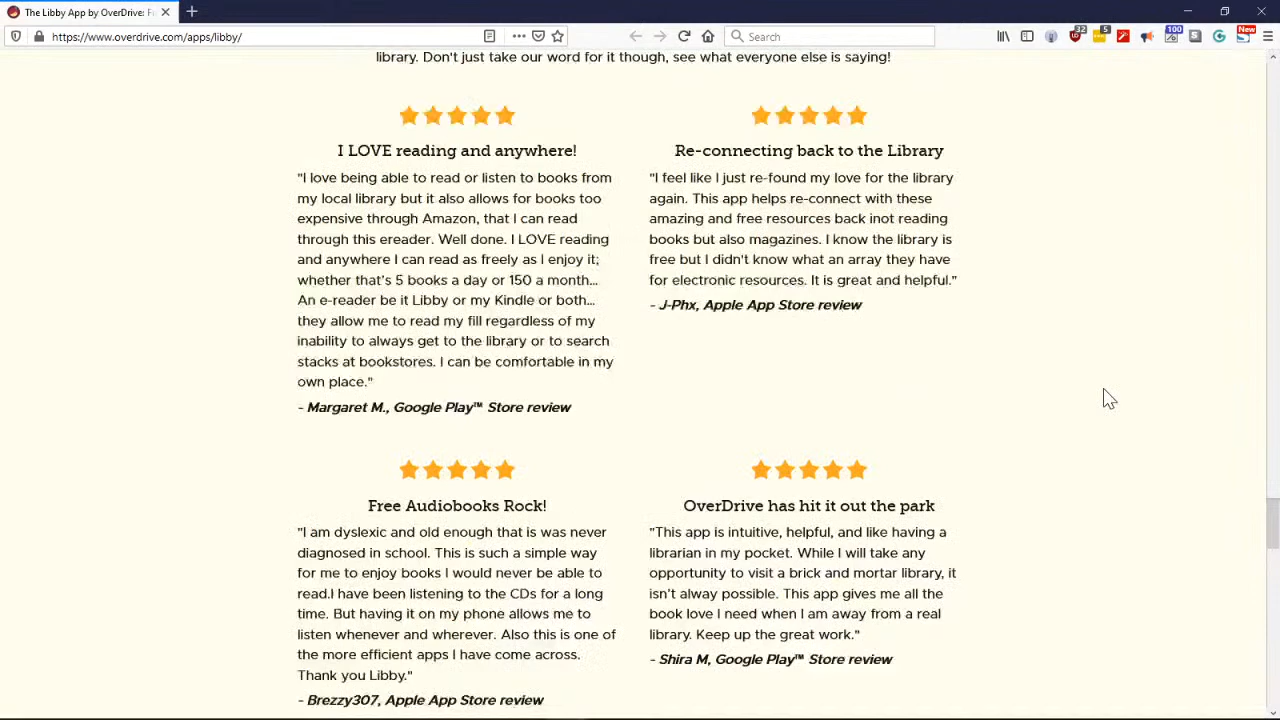 The Libby App by OverDrive: Fr
https://www.overdrive.com/apps/libby/
Search
22
5
100
New
library. Don't just take our word for it though, see what everyone else is saying!
I LOVE reading and anywhere!
"I love being able to read or listen to books from
my local library but it also allows for books too
expensive through Amazon, that I can read
through this ereader. Well done. I LOVE reading
and anywhere I can read as freely as I enjoy it;
whether that's 5 books a day or 150 a month...
An e-reader be it Libby or my Kindle or both...
they allow me to read my fill regardless of my
inability to always get to the library or to search
stacks at bookstores. I can be comfortable in my
own place."
- Margaret M., Google Play™ Store review
Re-connecting back to the Library
"I feel like I just re-found my love for the library
again. This app helps re-connect with these
amazing and free resources back inot reading
books but also magazines. I know the library is
free but I didn't know what an array they have
for electronic resources. It is great and helpful."
- J-Phx, Apple App Store review
Free Audiobooks Rock!
"I am dyslexic and old enough that is was never
diagnosed in school. This is such a simple way
for me to enjoy books I would never be able to
read.I have been listening to the CDs for a long
time. But having it on my phone allows me to
listen whenever and wherever. Also this is one of
the more efficient apps I have come across.
Thank you Libby."
- Brezzy307, Apple App Store review
OverDrive has hit it out the park
"This app is intuitive, helpful, and like having a
librarian in my pocket. While I will take any
opportunity to visit a brick and mortar library, it
isn't alway possible. This app gives me all the
book love I need when I am away from a real
library. Keep up the great work."
- Shira M, Google Play™ Store review